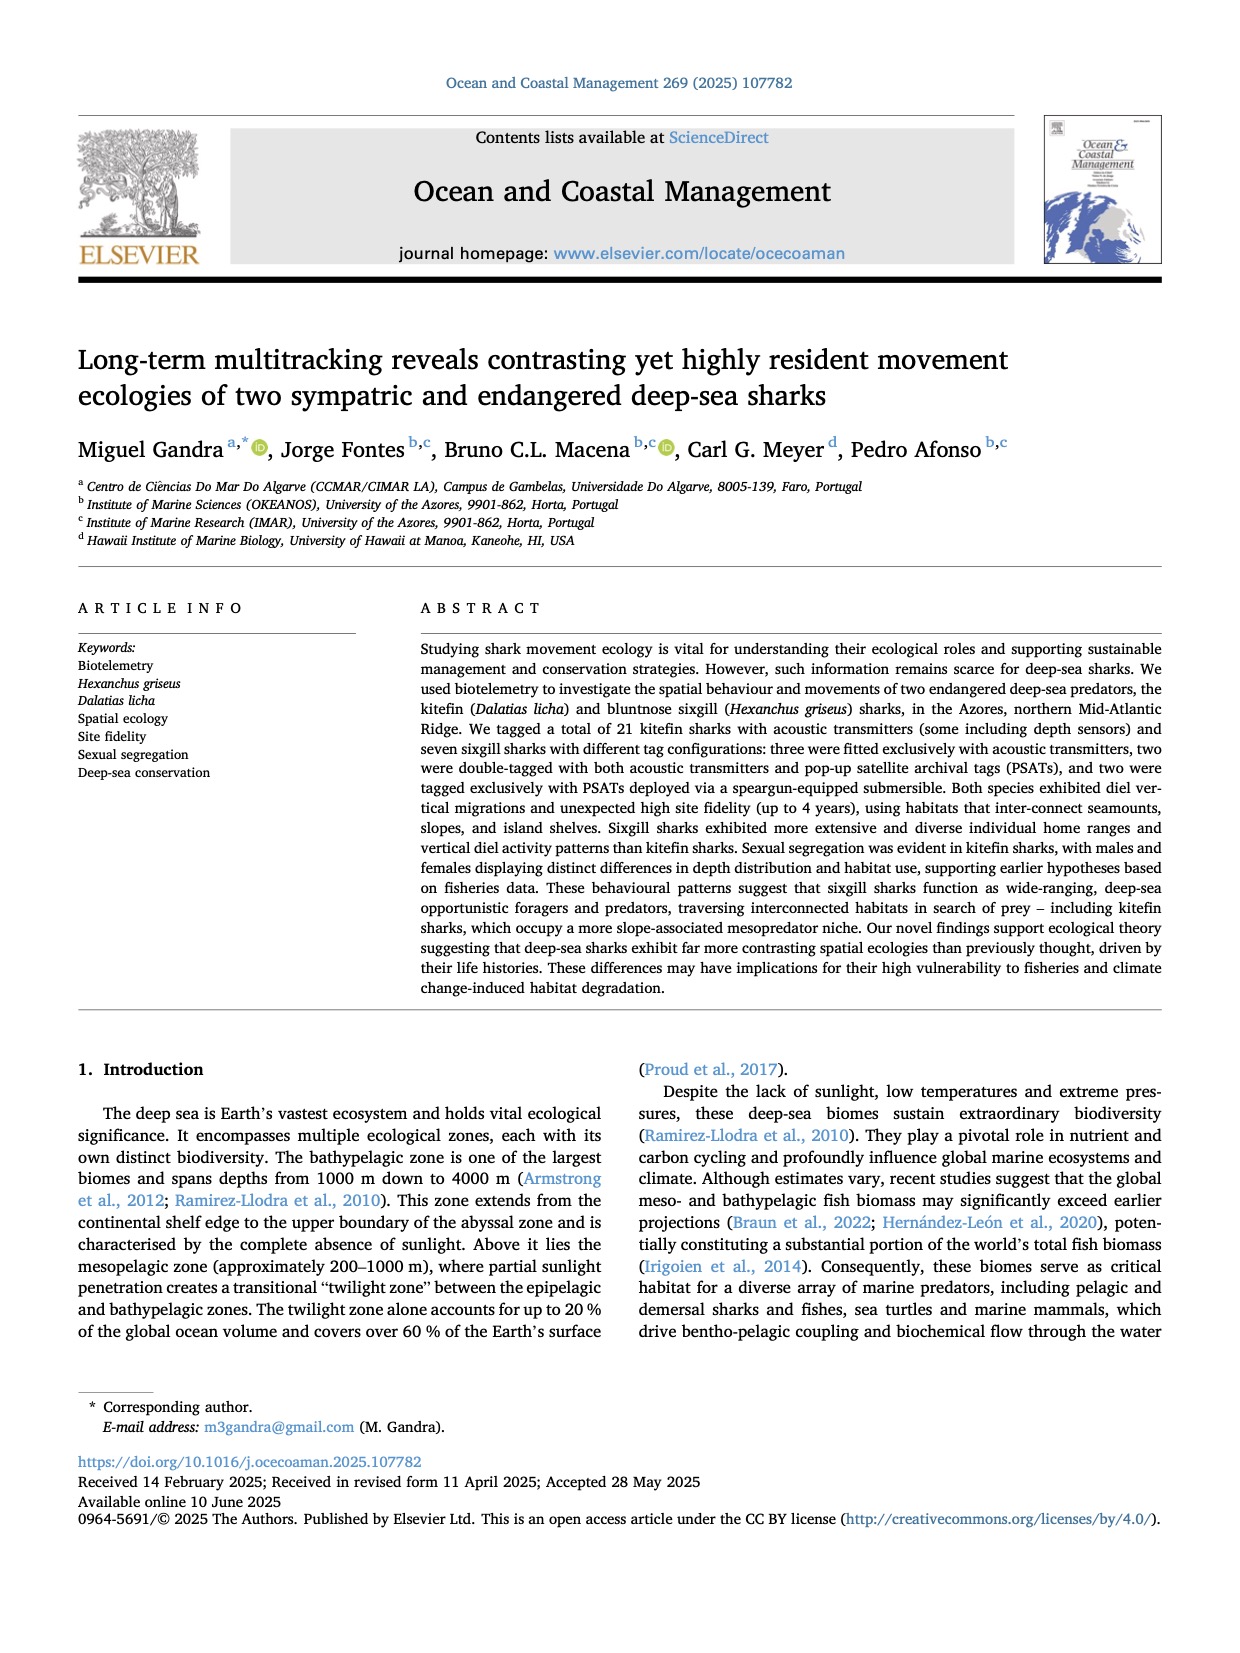 Ocean and Coastal Management 269 (2025) 107782
Contents lists available at ScienceDirect
Ocean and Coastal Management
journal homepage: www.elsevier.com/locate/ocecoaman
ELSEVIER
Ocean &
Coastal
Management
Long-term multitracking reveals contrasting yet highly resident movement
ecologies of two sympatric and endangered deep-sea sharks
Miguel Gandra a,* iD, Jorge Fontes b,c, Bruno C.L. Macena b,c iD, Carl G. Meyer d, Pedro Afonso b,c
a Centro de Ciências Do Mar Do Algarve (CCMAR/CIMAR LA), Campus de Gambelas, Universidade Do Algarve, 8005-139, Faro, Portugal
b Institute of Marine Sciences (OKEANOS), University of the Azores, 9901-862, Horta, Portugal
c Institute of Marine Research (IMAR), University of the Azores, 9901-862, Horta, Portugal
d Hawaii Institute of Marine Biology, University of Hawaii at Manoa, Kaneohe, HI, USA
ARTICLE INFO
Keywords:
Biotelemetry
Hexanchus griseus
Dalatias licha
Spatial ecology
Site fidelity
Sexual segregation
Deep-sea conservation
ABSTRACT
Studying shark movement ecology is vital for understanding their ecological roles and supporting sustainable
management and conservation strategies. However, such information remains scarce for deep-sea sharks. We
used biotelemetry to investigate the spatial behaviour and movements of two endangered deep-sea predators, the
kitefin (Dalatias licha) and bluntnose sixgill (Hexanchus griseus) sharks, in the Azores, northern Mid-Atlantic
Ridge. We tagged a total of 21 kitefin sharks with acoustic transmitters (some including depth sensors) and
seven sixgill sharks with different tag configurations: three were fitted exclusively with acoustic transmitters, two
were double-tagged with both acoustic transmitters and pop-up satellite archival tags (PSATs), and two were
tagged exclusively with PSATs deployed via a speargun-equipped submersible. Both species exhibited diel ver-
tical migrations and unexpected high site fidelity (up to 4 years), using habitats that inter-connect seamounts,
slopes, and island shelves. Sixgill sharks exhibited more extensive and diverse individual home ranges and
vertical diel activity patterns than kitefin sharks. Sexual segregation was evident in kitefin sharks, with males and
females displaying distinct differences in depth distribution and habitat use, supporting earlier hypotheses based
on fisheries data. These behavioural patterns suggest that sixgill sharks function as wide-ranging, deep-sea
opportunistic foragers and predators, traversing interconnected habitats in search of prey – including kitefin
sharks, which occupy a more slope-associated mesopredator niche. Our novel findings support ecological theory
suggesting that deep-sea sharks exhibit far more contrasting spatial ecologies than previously thought, driven by
their life histories. These differences may have implications for their high vulnerability to fisheries and climate
change-induced habitat degradation.
1. Introduction
The deep sea is Earth’s vastest ecosystem and holds vital ecological
significance. It encompasses multiple ecological zones, each with its
own distinct biodiversity. The bathypelagic zone is one of the largest
biomes and spans depths from 1000 m down to 4000 m (Armstrong
et al., 2012; Ramirez-Llodra et al., 2010). This zone extends from the
continental shelf edge to the upper boundary of the abyssal zone and is
characterised by the complete absence of sunlight. Above it lies the
mesopelagic zone (approximately 200–1000 m), where partial sunlight
penetration creates a transitional “twilight zone” between the epipelagic
and bathypelagic zones. The twilight zone alone accounts for up to 20 %
of the global ocean volume and covers over 60 % of the Earth’s surface
(Proud et al., 2017).
Despite the lack of sunlight, low temperatures and extreme pres-
sures, these deep-sea biomes sustain extraordinary biodiversity
(Ramirez-Llodra et al., 2010). They play a pivotal role in nutrient and
carbon cycling and profoundly influence global marine ecosystems and
climate. Although estimates vary, recent studies suggest that the global
meso- and bathypelagic fish biomass may significantly exceed earlier
projections (Braun et al., 2022; Hernández-León et al., 2020), poten-
tially constituting a substantial portion of the world’s total fish biomass
(Irigoien et al., 2014). Consequently, these biomes serve as critical
habitat for a diverse array of marine predators, including pelagic and
demersal sharks and fishes, sea turtles and marine mammals, which
drive bentho-pelagic coupling and biochemical flow through the water
* Corresponding author.
E-mail address: m3gandra@gmail.com (M. Gandra).
https://doi.org/10.1016/j.ocecoaman.2025.107782
Received 14 February 2025; Received in revised form 11 April 2025; Accepted 28 May 2025
Available online 10 June 2025
0964-5691/© 2025 The Authors. Published by Elsevier Ltd. This is an open access article under the CC BY license (http://creativecommons.org/licenses/by/4.0/).